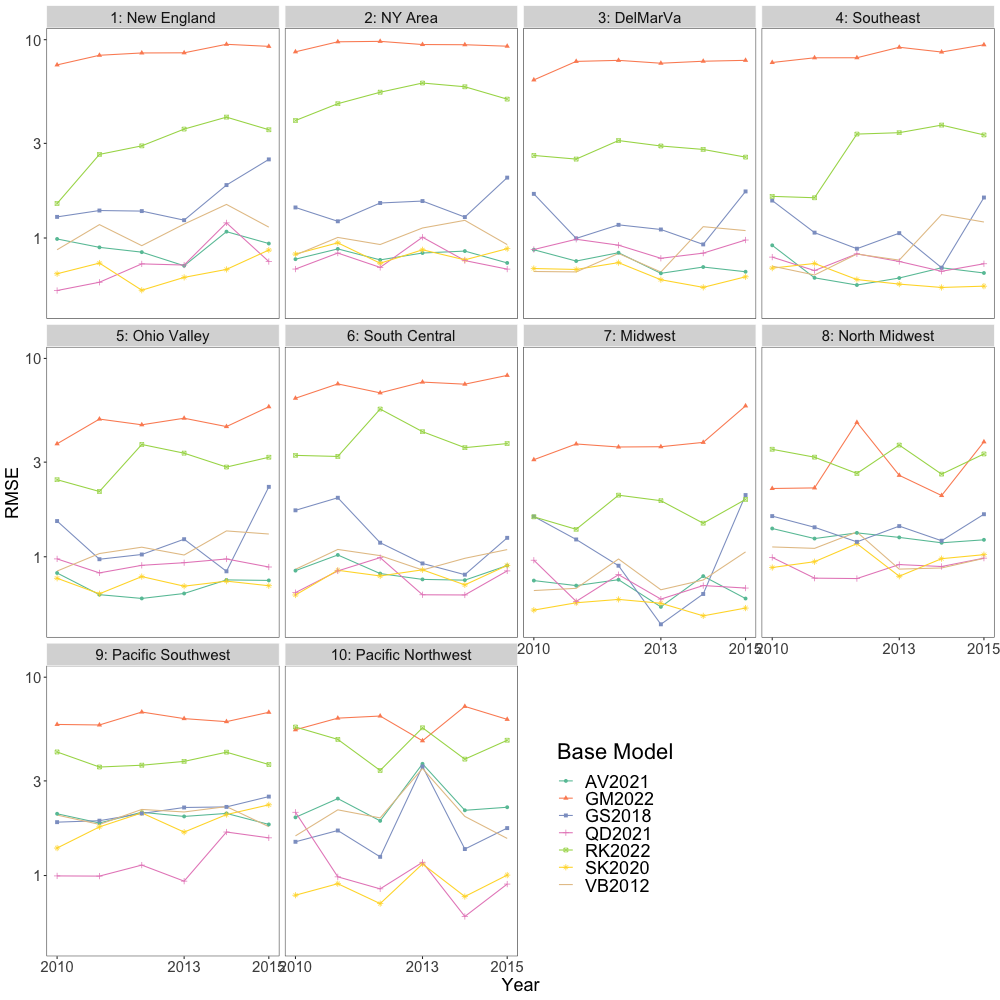 1: New England
2: NY Area
3: DelMarVa
4: Southeast
10
3
1
5: Ohio Valley
6: South Central
7: Midwest
8: North Midwest
10
3
1
RMSE
2010 2013 2015 2010 2013 2015
9: Pacific Southwest
10: Pacific Northwest
10
3
1
2010 2013 2015 2010 2013 2015
Year
Base Model
AV2021
GM2022
GS2018
QD2021
RK2022
SK2020
VB2012